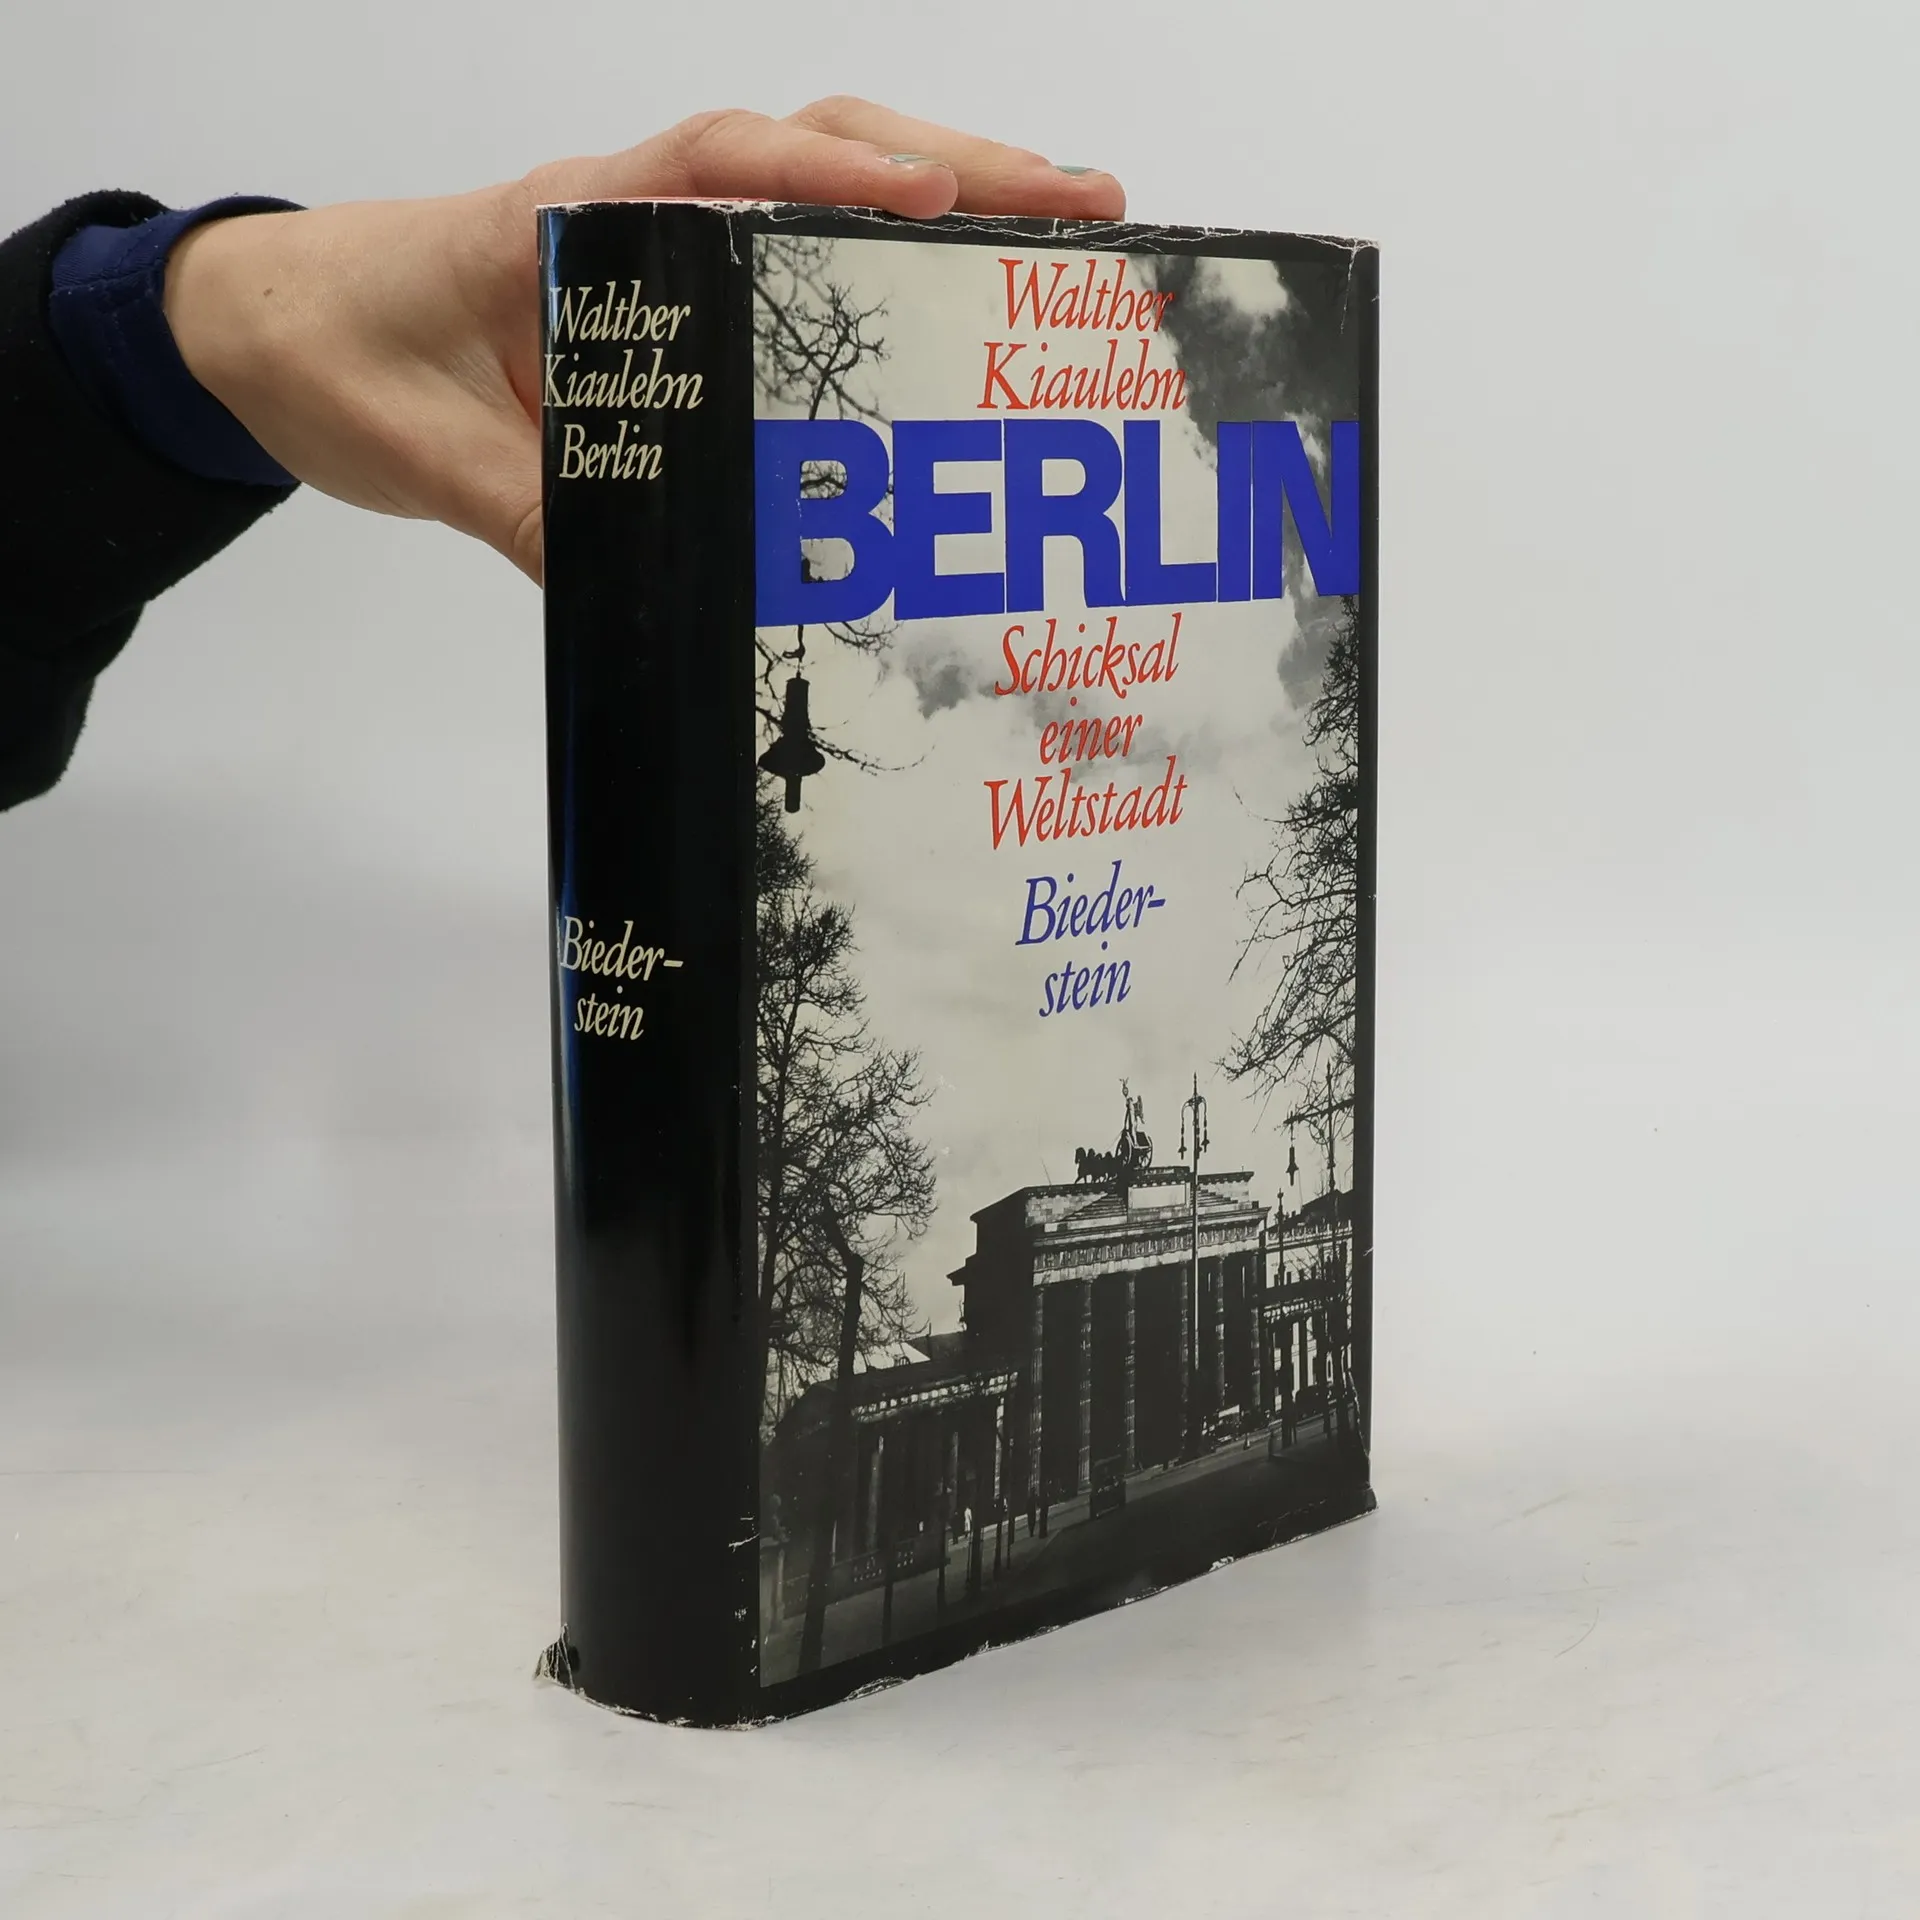 Walther
Kiaulehn
Berlin
Bieder-
stein
Walther
Kiaulehn
BERLIN
Schicksal
einer
Weltstadt
Bieder-
stein